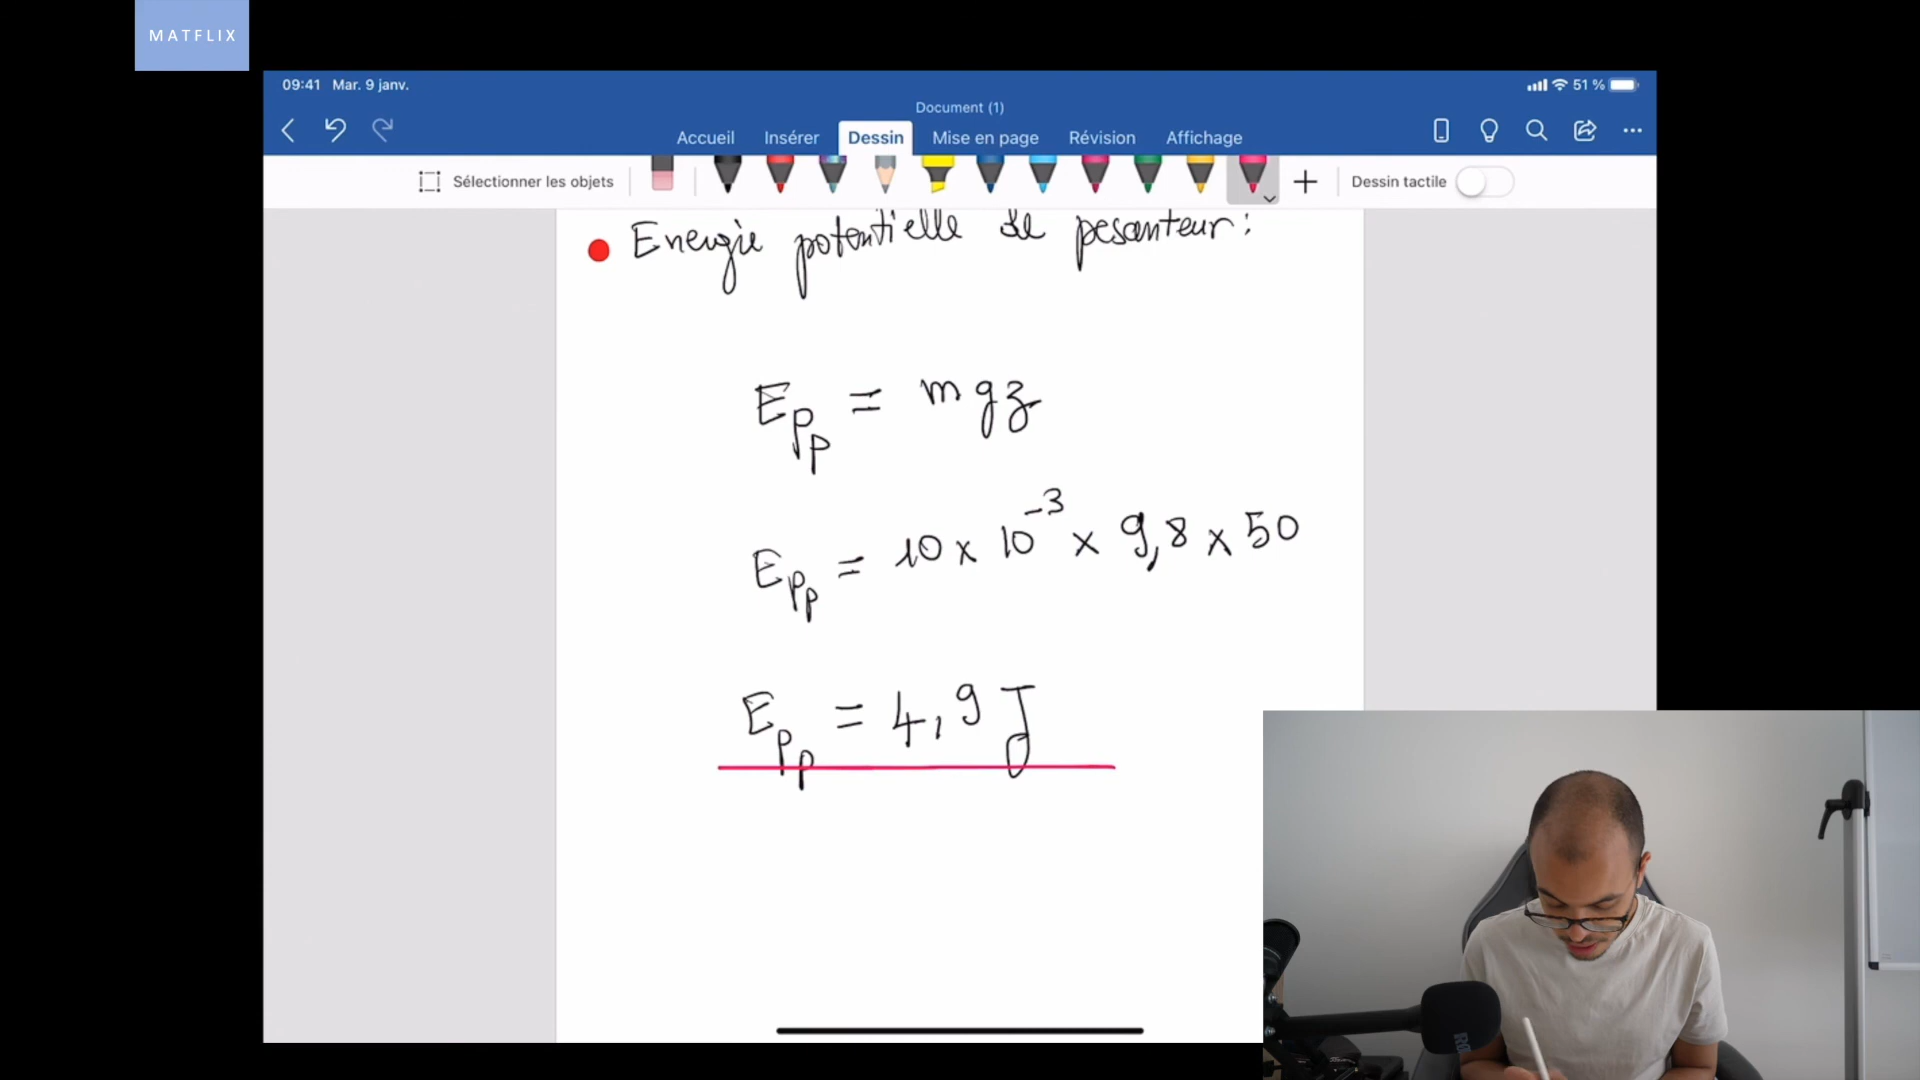 MATFLIX
09:41 Mar. 9 janv.
51 %
Document (1)
Accueil Insérer Dessin Mise en page Révision Affichage
Sélectionner les objets
Dessin tactile
Energie potentielle de pesanteur :
Epp = mgz
Epp = 10 x 10⁻³ x 9,8 x 50
Epp = 4,9 J